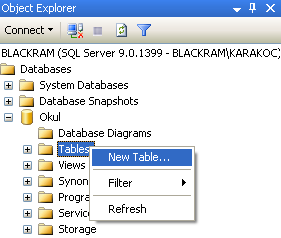 Object Explorer
Connect
BLACKRAM (SQL Server 9.0.1399 - BLACKRAM\KARAKOC)
Databases
System Databases
Database Snapshots
Okul
Database Diagrams
Tables
New Table...
Views
Synon
Filter
Progra
Service
Refresh
Storage